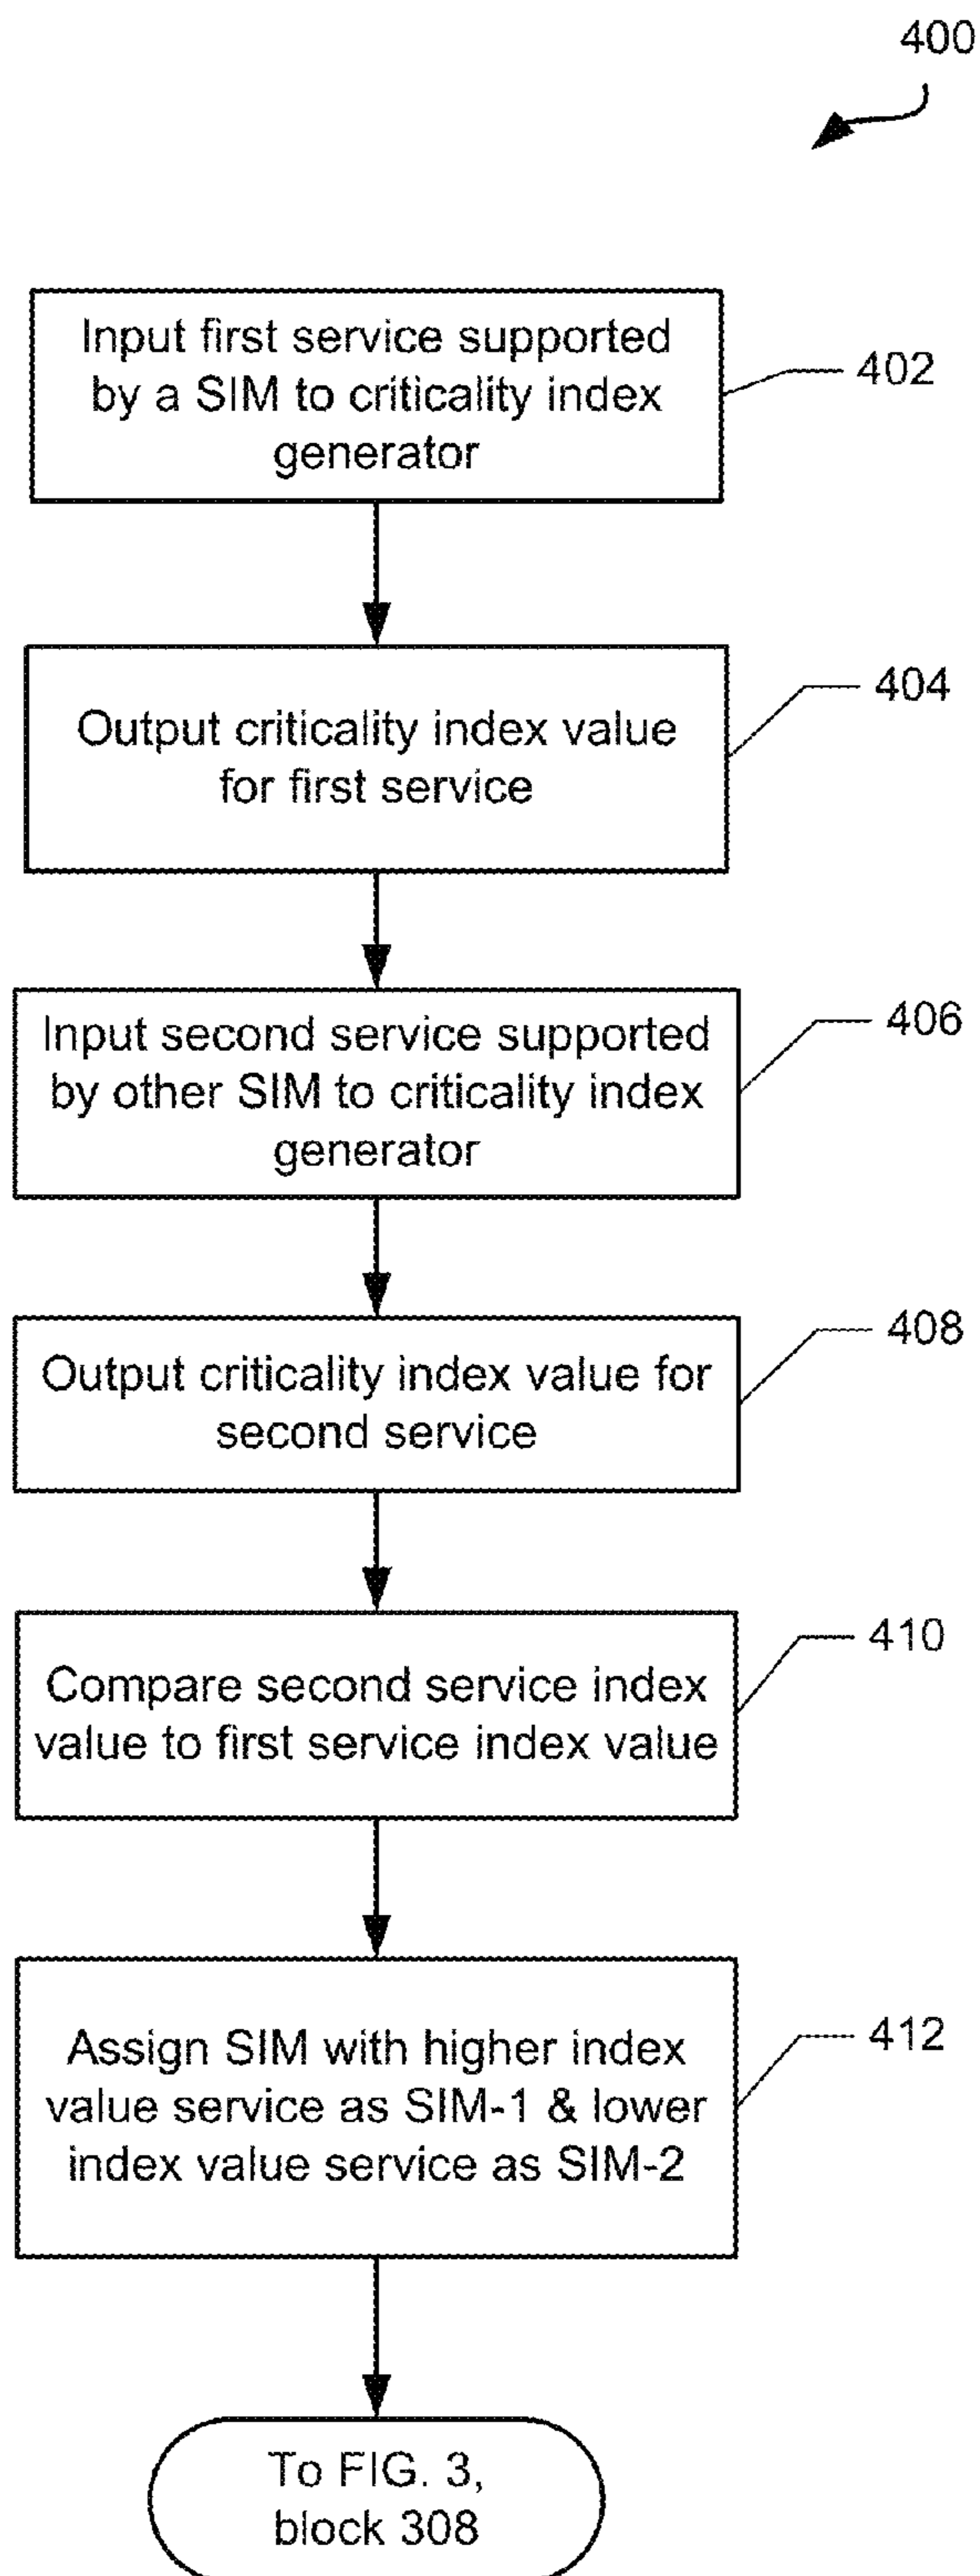 400
Input first service supported
by a SIM to criticality index
generator
402
Output criticality index value
for first service
404
Input second service supported
by other SIM to criticality index
generator
406
Output criticality index value for
second service
408
Compare second service index
value to first service index value
410
Assign SIM with higher index
value service as SIM-1 & lower
index value service as SIM-2
412
To FIG. 3,
block 308